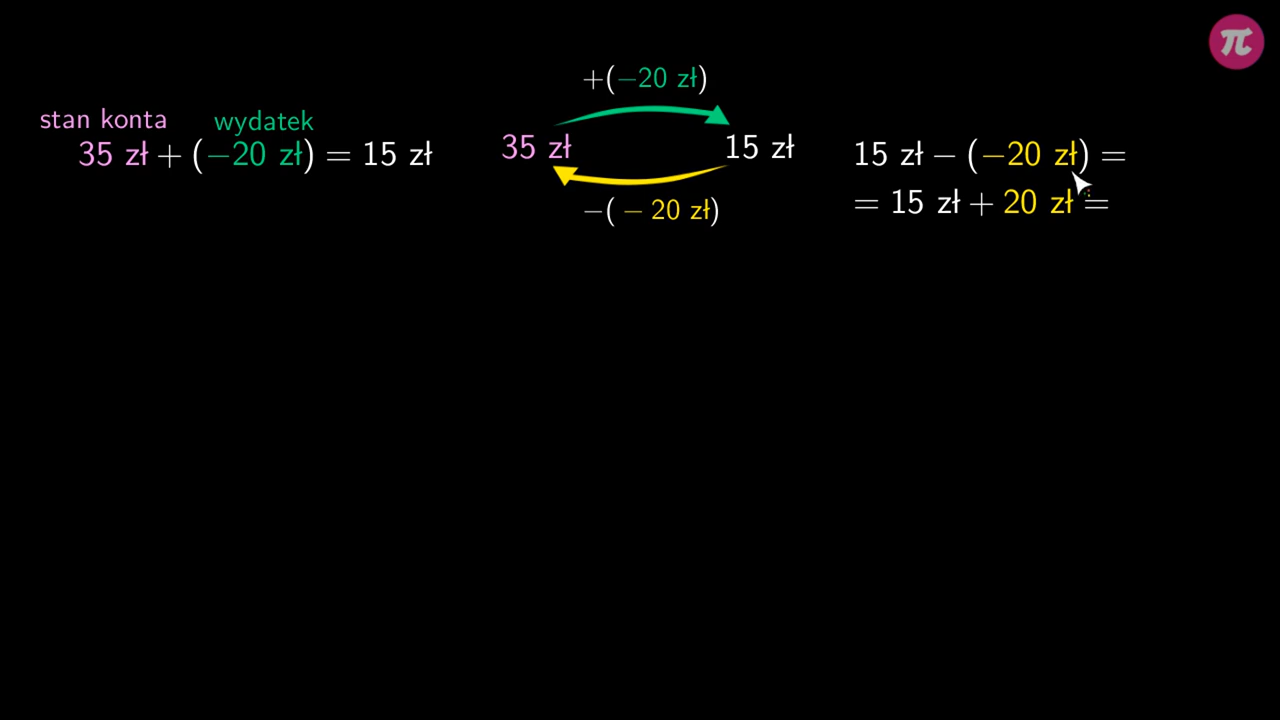 π
stan konta wydatek
35 zł + (−20 zł) = 15 zł
+(−20 zł)
35 zł 15 zł
−( − 20 zł)
15 zł − (−20 zł) =
= 15 zł + 20 zł =